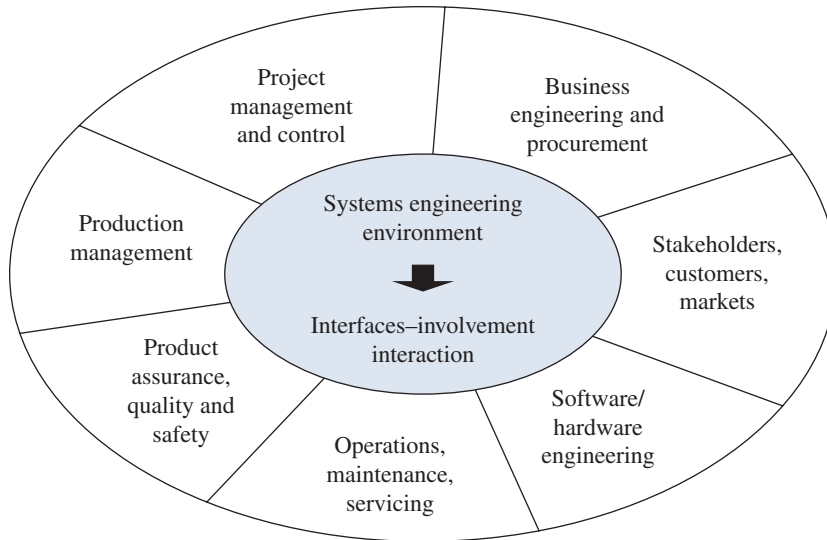 Project
management
and control
Business
engineering and
procurement
Systems engineering
environment
Production
management
Stakeholders,
customers,
markets
Interfaces–involvement
interaction
Product
assurance,
quality and
safety
Software/
hardware
engineering
Operations,
maintenance,
servicing